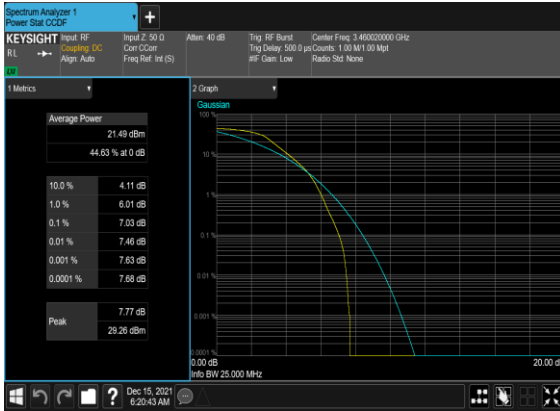 Spectrum Analyzer 1
Power Stat CCDF
KEYSIGHT
RL
Input: RF
Coupling: DC
Align: Auto
Input Z: 50 Ω
Corr CCorr
Freq Ref: Int (S)
Atten: 40 dB
Trig: RF Burst
Trig Delay: 500.0 µs
#IF Gain: Low
Center Freq: 3.460020000 GHz
Counts: 1.00 M/1.00 Mpt
Radio Std: None
1 Metrics
Average Power
21.49 dBm
44.63 % at 0 dB
10.0 % 4.11 dB
1.0 % 6.01 dB
0.1 % 7.03 dB
0.01 % 7.46 dB
0.001 % 7.63 dB
0.0001 % 7.68 dB
Peak
7.77 dB
29.26 dBm
2 Graph
Gaussian
100 %
10 %
1 %
0.1 %
0.01 %
0.001 %
0.0001 %
0.00 dB
20.00 d
Info BW 25.000 MHz
?
Dec 15, 2021
6:20:43 AM